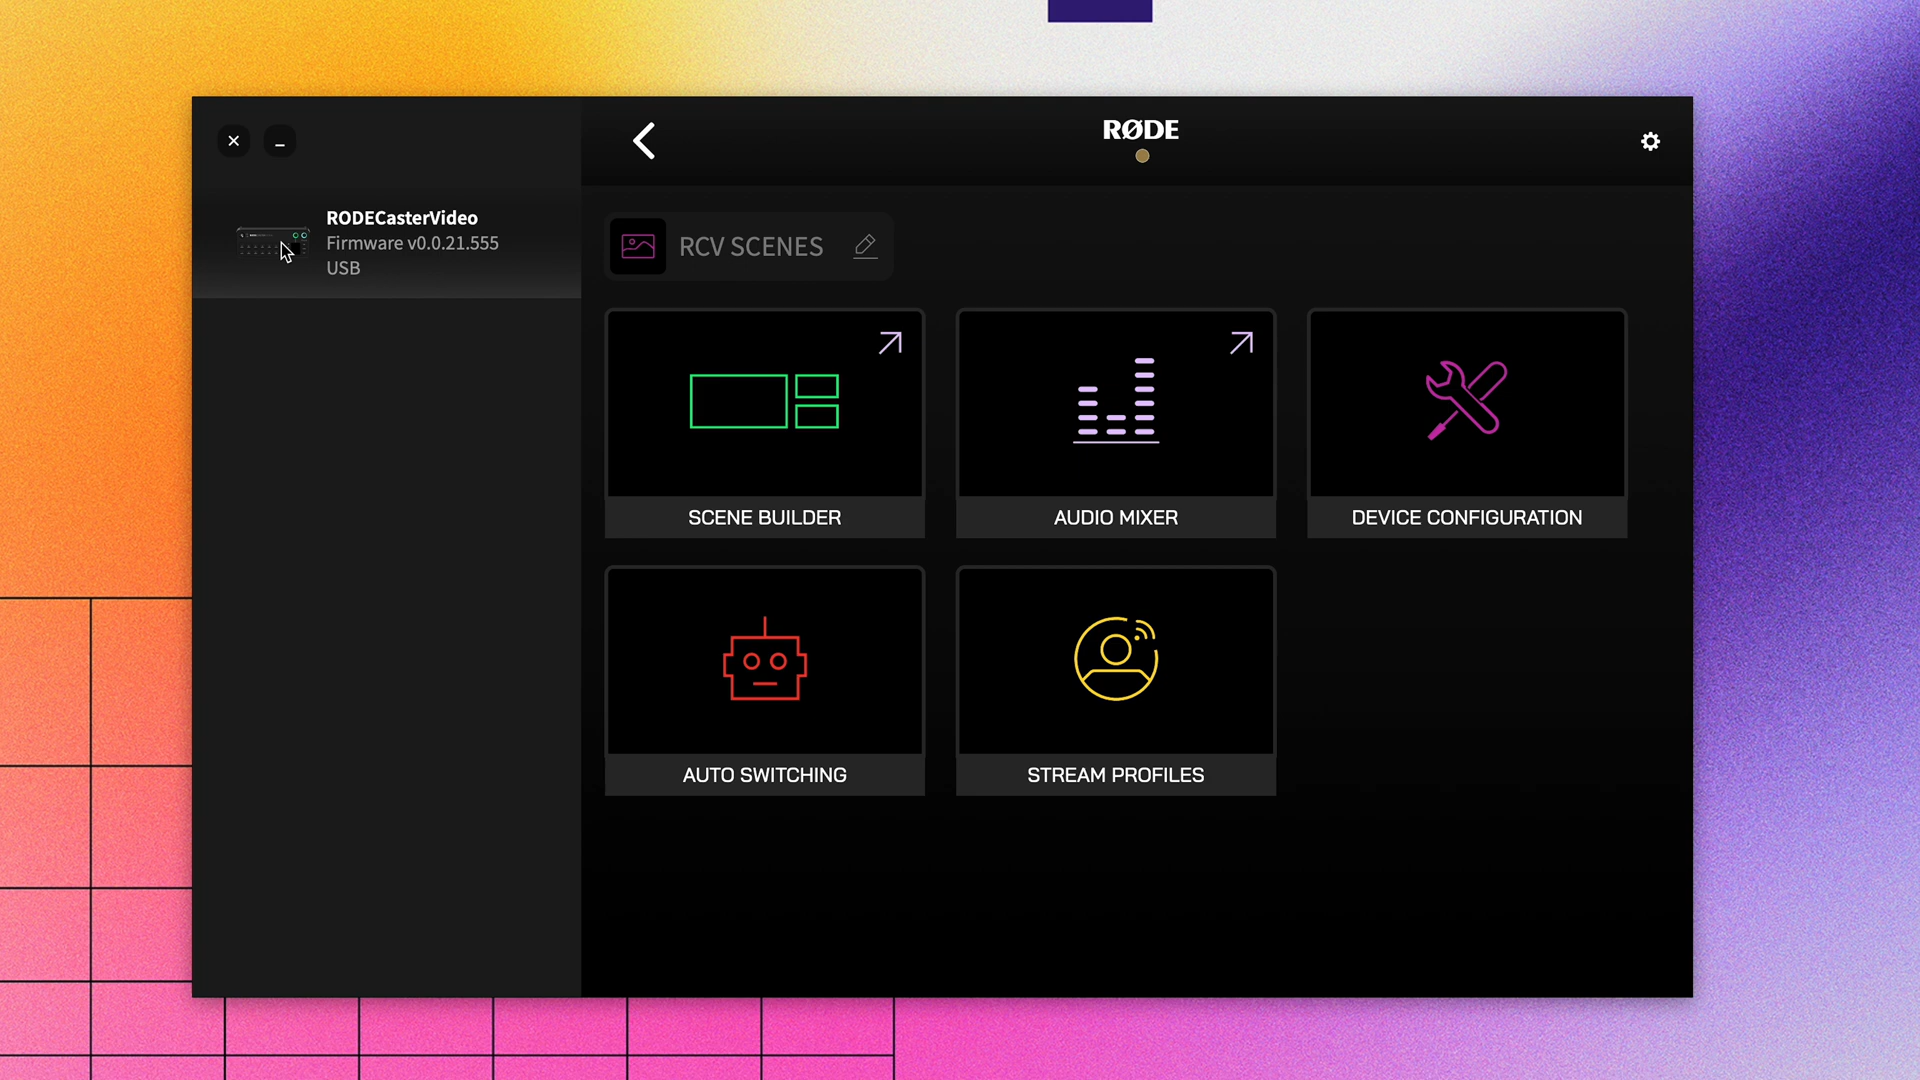 RØDE
RODECasterVideo
Firmware v0.0.21.555
USB
RCV SCENES
SCENE BUILDER
AUDIO MIXER
DEVICE CONFIGURATION
AUTO SWITCHING
STREAM PROFILES